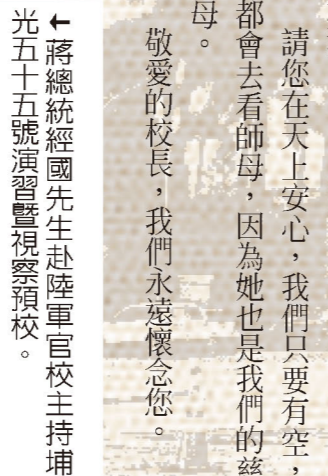 請您在天上安心，我們只要有空，
都會去看師母，因為她也是我們的慈
母。
敬愛的校長，我們永遠懷念您。
←蔣總統經國先生赴陸軍官校主持埔
光五十五號演習暨視察預校。